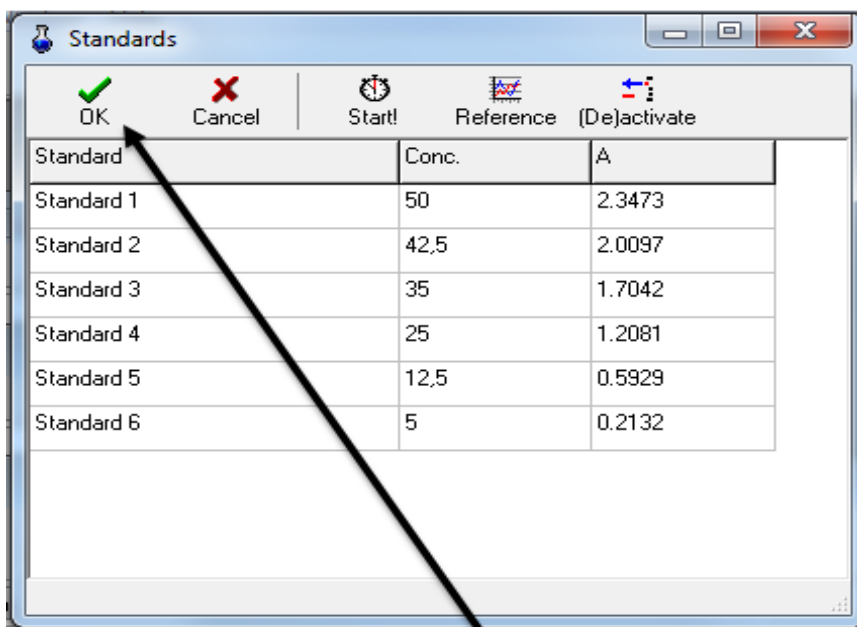 Standards
OK Cancel Start! Reference (De)activate
Standard Conc. A
Standard 1 50 2.3473
Standard 2 42,5 2.0097
Standard 3 35 1.7042
Standard 4 25 1.2081
Standard 5 12,5 0.5929
Standard 6 5 0.2132